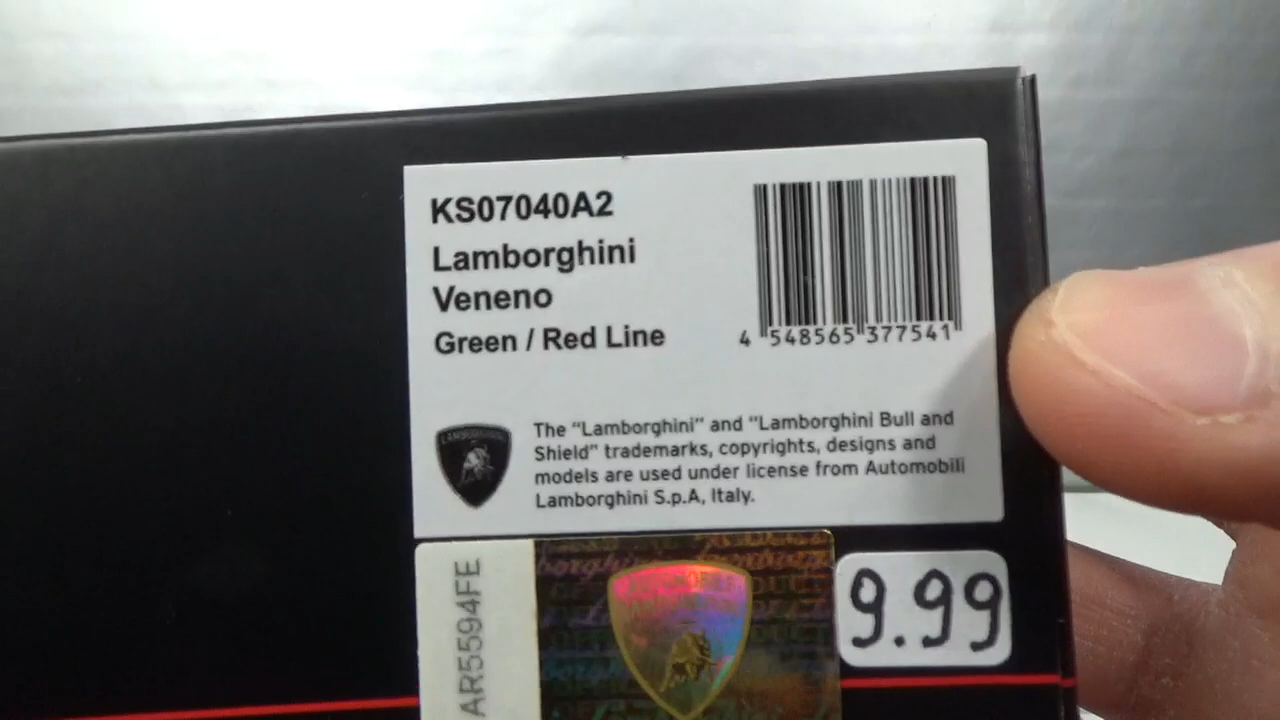 KS07040A2
Lamborghini
Veneno
Green / Red Line
4 548565 377541
LAMBORGHINI
The “Lamborghini” and “Lamborghini Bull and
Shield” trademarks, copyrights, designs and
models are used under license from Automobili
Lamborghini S.p.A, Italy.
AR5594FE
9.99